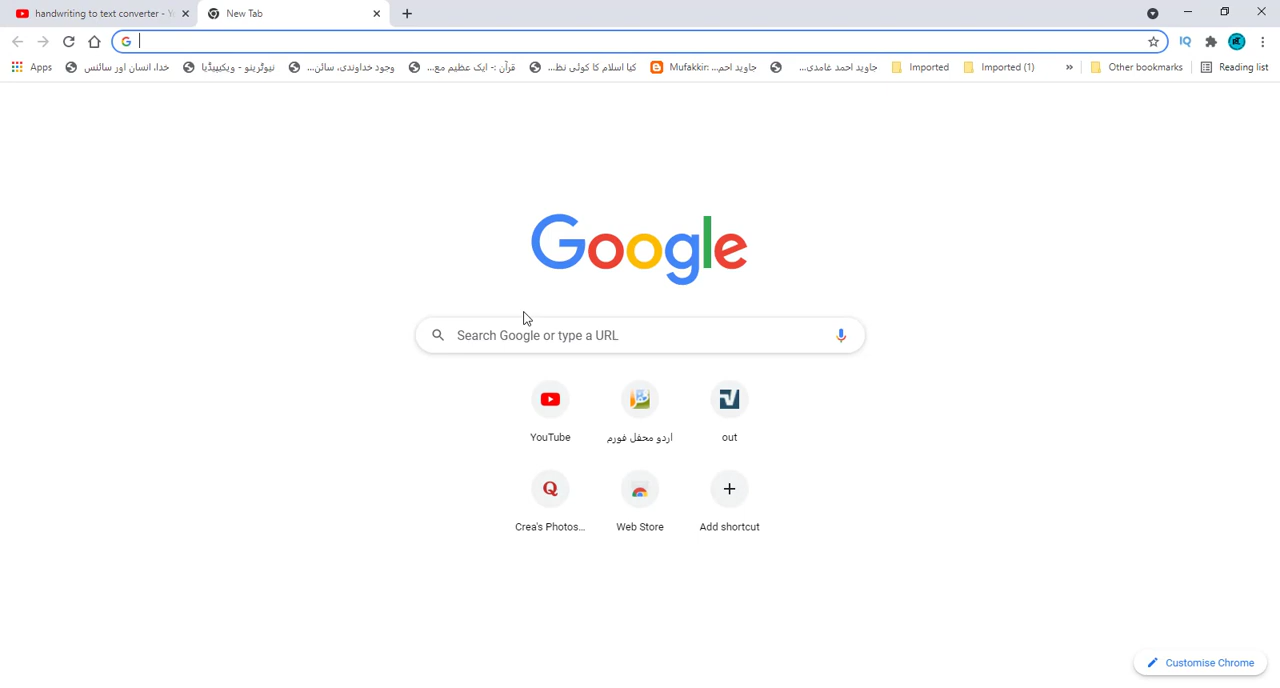 handwriting to text converter - Y
New Tab
Apps
خدا، انسان اور سائنس
نیوٹرینو - ویکیپیڈیا
وجود خداوندی، سائن...
قرآن :- ایک عظیم مع...
کیا اسلام کا کوئی نظ...
Mufakkir: جاوید احم...
جاوید احمد غامدی...
Imported
Imported (1)
»
Other bookmarks
Reading list
Google
Search Google or type a URL
YouTube
اردو محفل فورم
out
Crea's Photos...
Web Store
Add shortcut
Customise Chrome